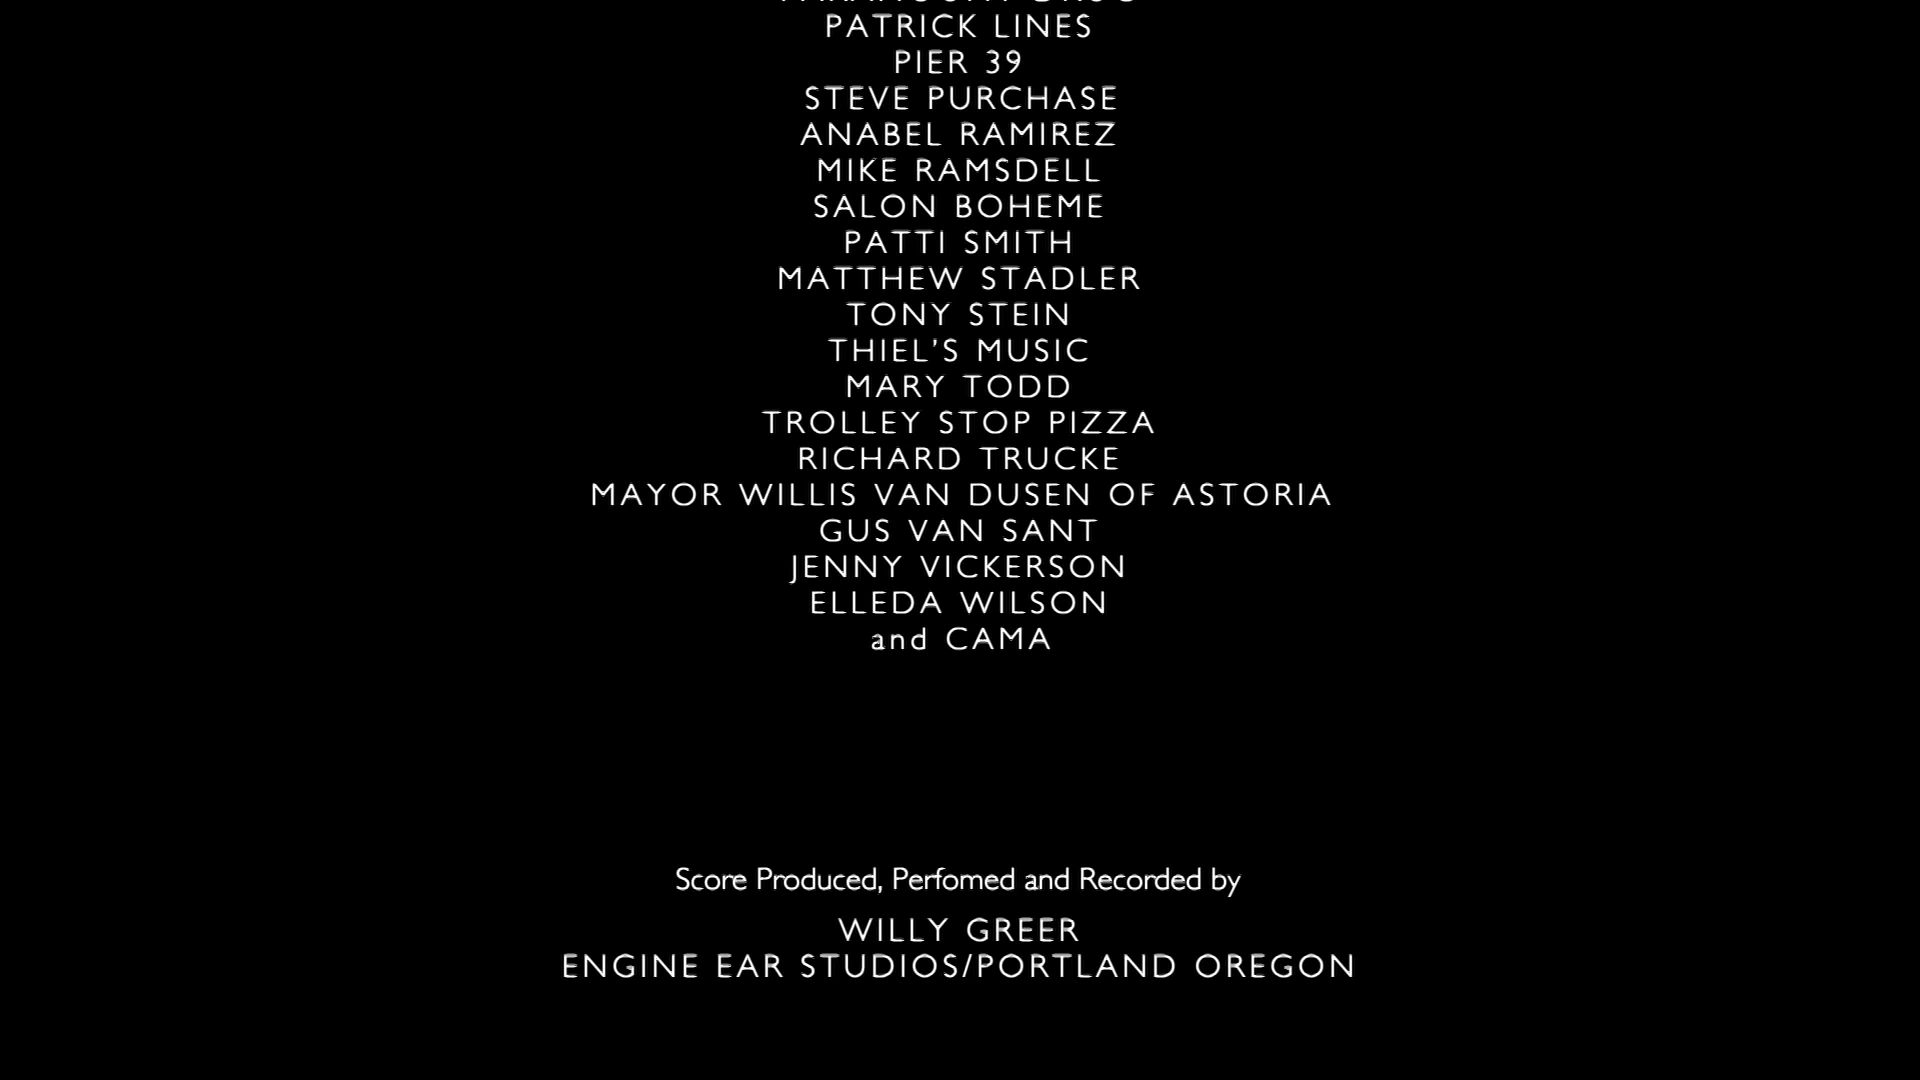 PATRICK LINES
PIER 39
STEVE PURCHASE
ANABEL RAMIREZ
MIKE RAMSDELL
SALON BOHEME
PATTI SMITH
MATTHEW STADLER
TONY STEIN
THIEL'S MUSIC
MARY TODD
TROLLEY STOP PIZZA
RICHARD TRUCKE
MAYOR WILLIS VAN DUSEN OF ASTORIA
GUS VAN SANT
JENNY VICKERSON
ELLEDA WILSON
and CAMA
Score Produced, Perfomed and Recorded by
WILLY GREER
ENGINE EAR STUDIOS/PORTLAND OREGON